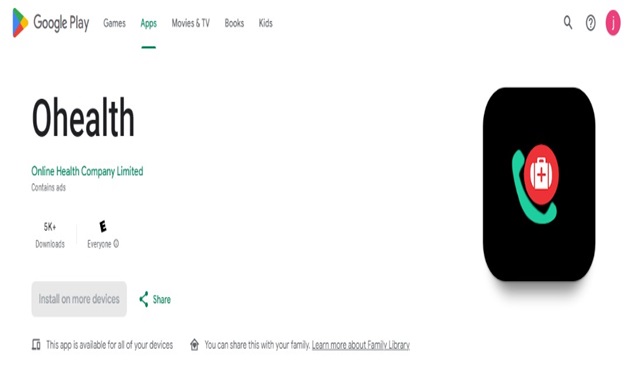 Google Play Games Apps Movies & TV Books Kids j
Ohealth
Online Health Company Limited
Contains ads
5K+ E
Downloads Everyone
Install on more devices Share
This app is available for all of your devices You can share this with your family. Learn more about Family Library